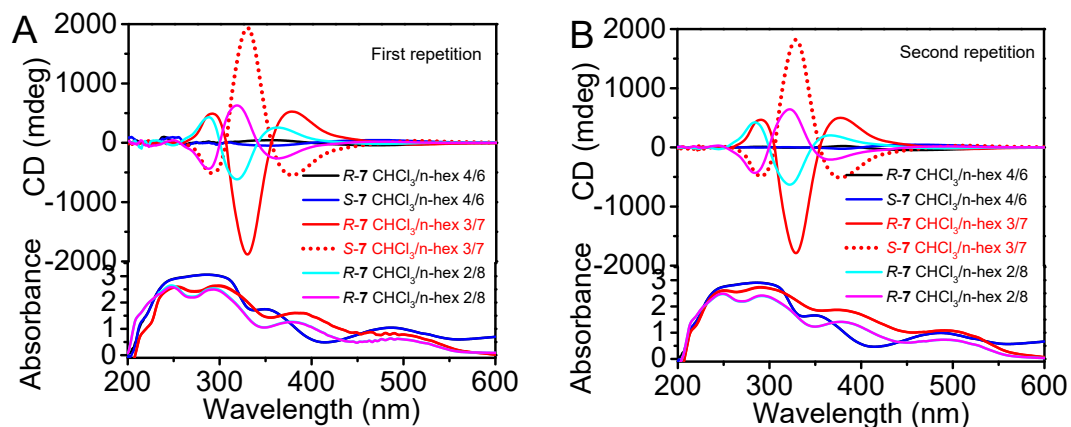 A
First repetition
CD (mdeg)
2000
1000
0
-1000
-2000
R-7 CHCl3/n-hex 4/6
S-7 CHCl3/n-hex 4/6
R-7 CHCl3/n-hex 3/7
S-7 CHCl3/n-hex 3/7
R-7 CHCl3/n-hex 2/8
R-7 CHCl3/n-hex 2/8
Absorbance
3
2
1
0
200 300 400 500 600
Wavelength (nm)
B
Second repetition
CD (mdeg)
2000
1000
0
-1000
-2000
R-7 CHCl3/n-hex 4/6
S-7 CHCl3/n-hex 4/6
R-7 CHCl3/n-hex 3/7
S-7 CHCl3/n-hex 3/7
R-7 CHCl3/n-hex 2/8
R-7 CHCl3/n-hex 2/8
Absorbance
3
2
1
0
200 300 400 500 600
Wavelength (nm)